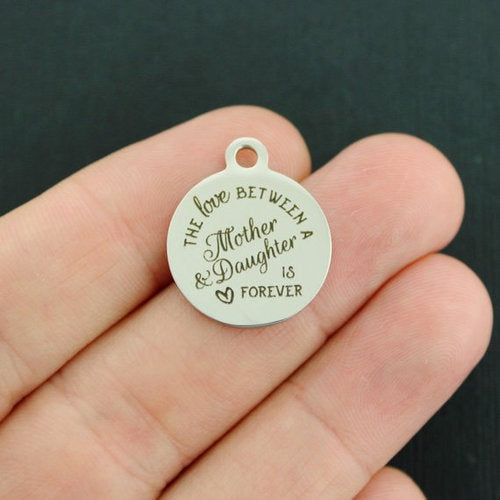 THE love BETWEEN A
Mother
& Daughter
IS
FOREVER